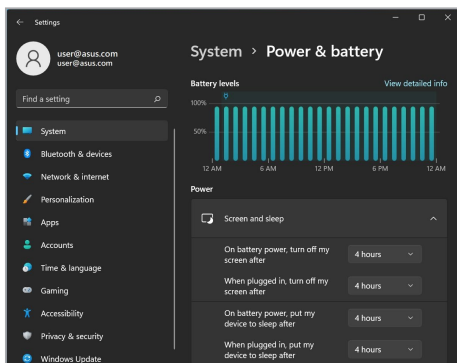 Settings
user@asus.com
user@asus.com
System > Power & battery
Find a setting
System
Bluetooth & devices
Network & internet
Personalization
Apps
Accounts
Time & language
Gaming
Accessibility
Privacy & security
Windows Update
Battery levels
View detailed info
100%
50%
12 AM 6 AM 12 PM 6 PM 12 AM
Power
Screen and sleep
On battery power, turn off my
screen after
4 hours
When plugged in, turn off my
screen after
4 hours
On battery power, put my
device to sleep after
4 hours
When plugged in, put my
device to sleep after
4 hours